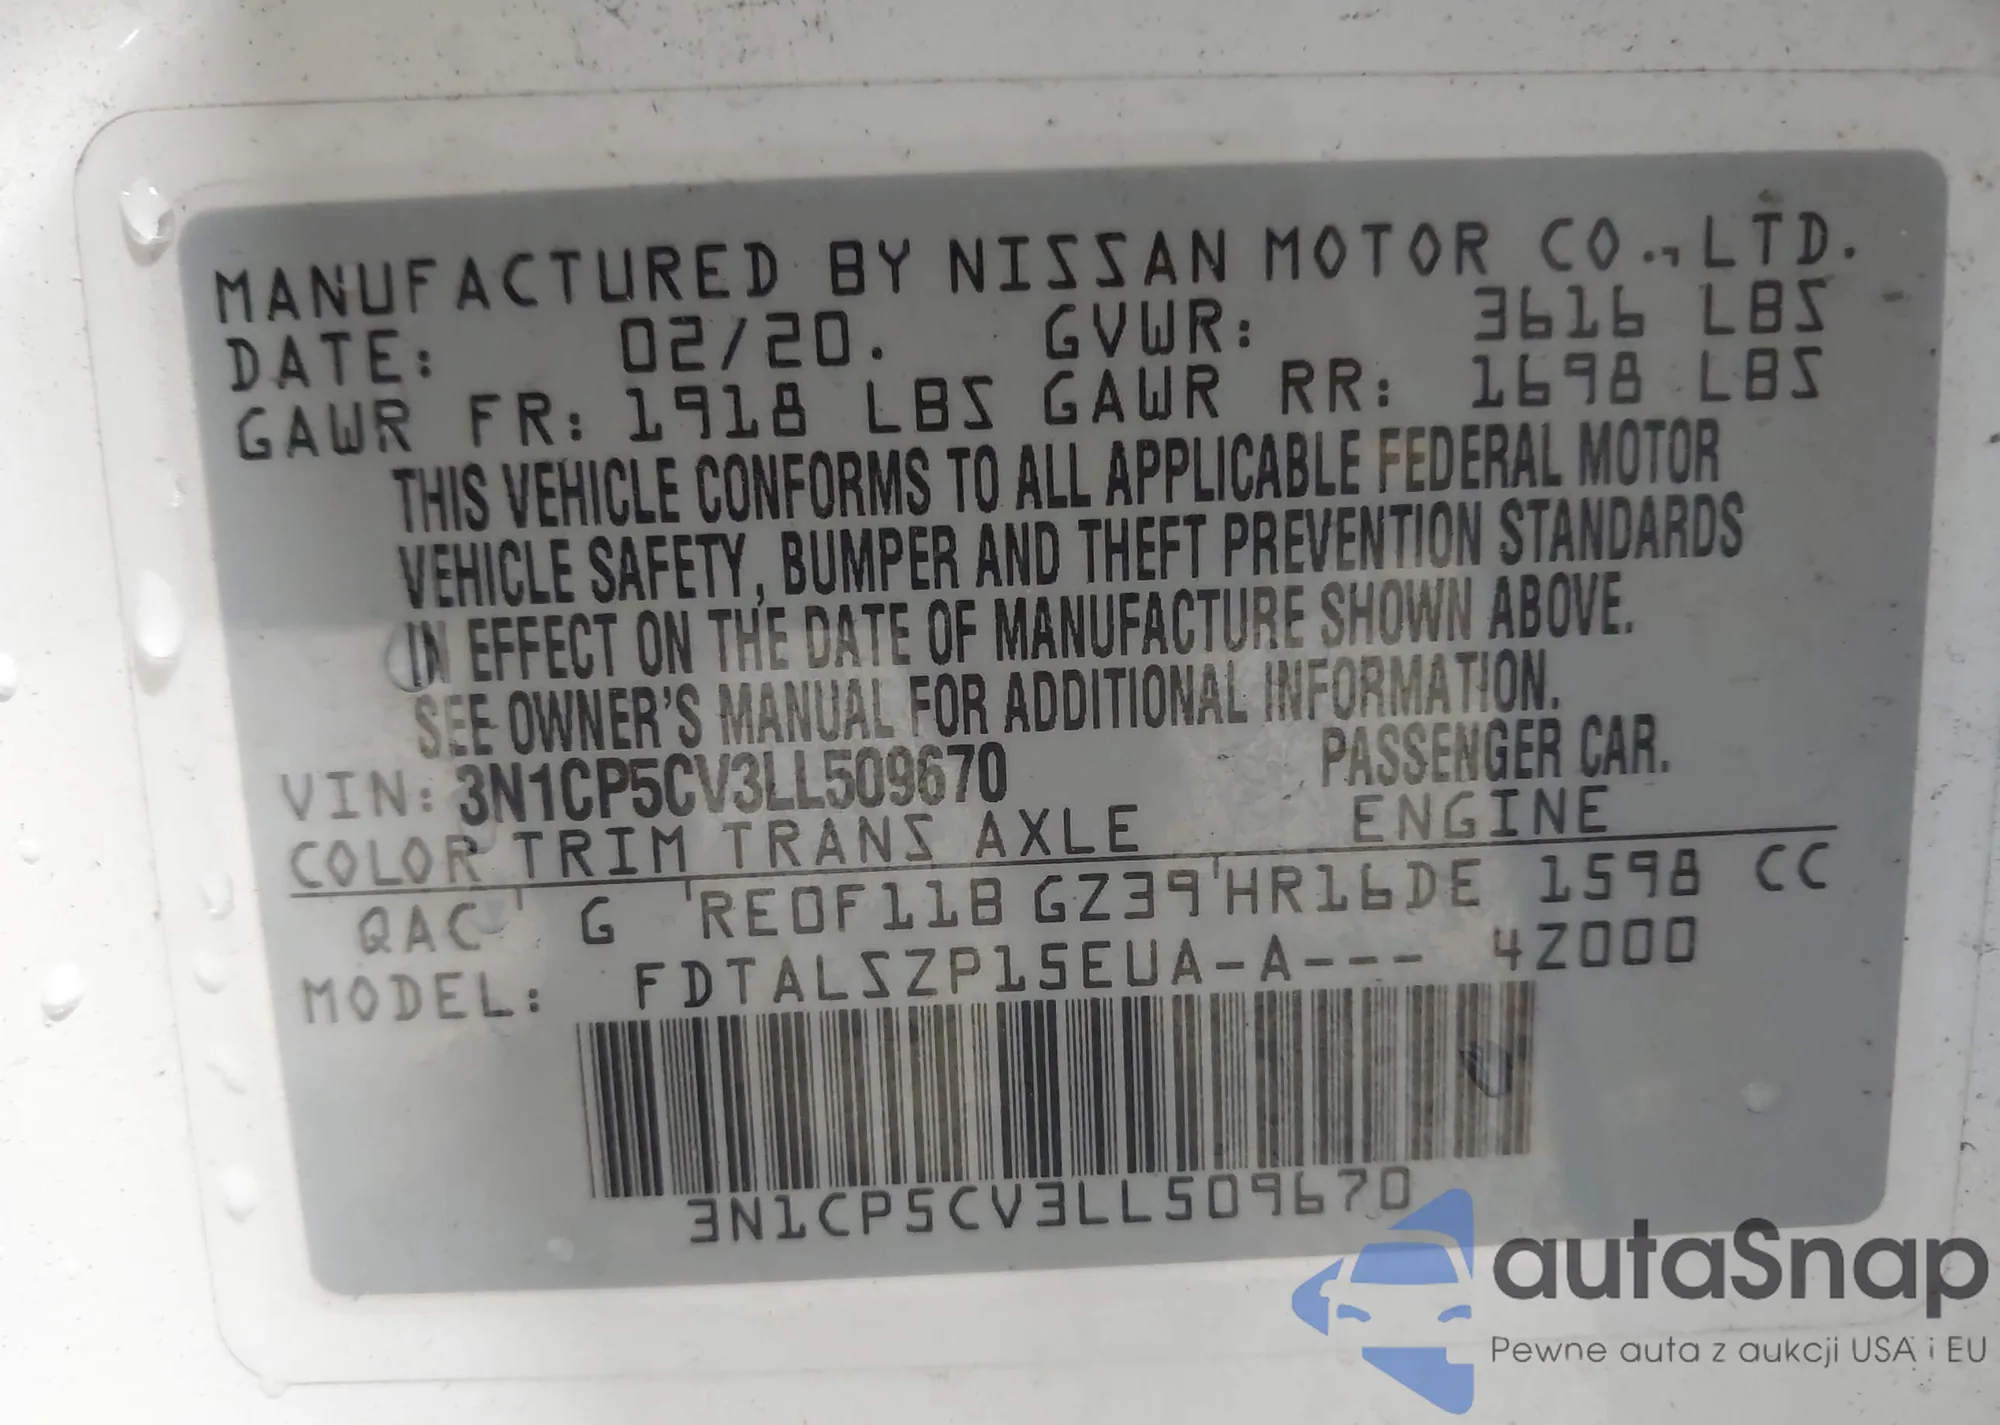 MANUFACTURED BY NISSAN MOTOR CO., LTD.
DATE: 02/20. GVWR: 3616 LBS
GAWR FR: 1918 LBS GAWR RR: 1698 LBS
THIS VEHICLE CONFORMS TO ALL APPLICABLE FEDERAL MOTOR
VEHICLE SAFETY, BUMPER AND THEFT PREVENTION STANDARDS
IN EFFECT ON THE DATE OF MANUFACTURE SHOWN ABOVE.
SEE OWNER'S MANUAL FOR ADDITIONAL INFORMATION.
VIN: 3N1CP5CV3LL509670 PASSENGER CAR.
COLOR TRIM TRANS AXLE ENGINE
QAC G RE0F11B GZ39 HR16DE 1598 CC
MODEL: FDTALSZP15EUA-A--- 4Z000
3N1CP5CV3LL509670
autaSnap
Pewne auta z aukcji USA i EU